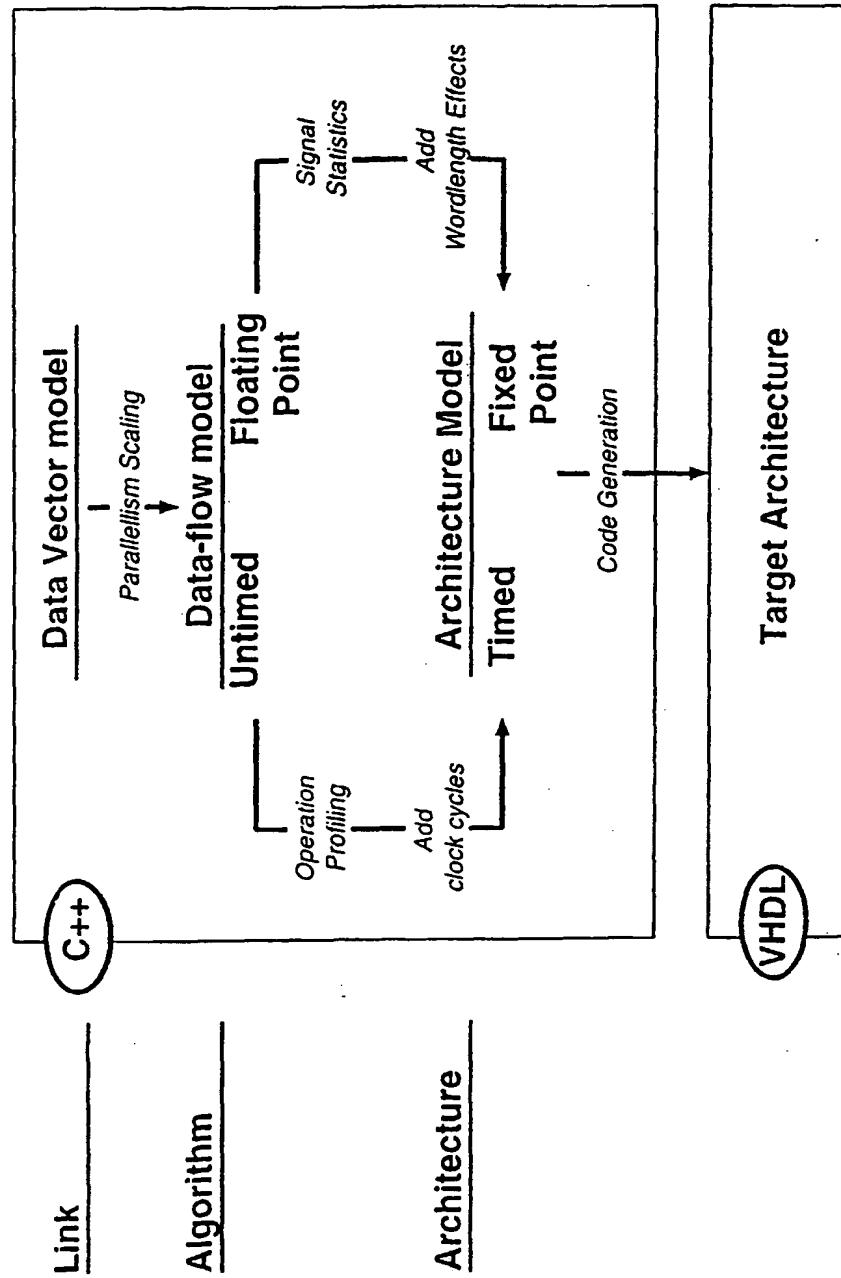 Link
C++
Data Vector model
Parallellism Scaling
Algorithm
Data-flow model
Untimed
Floating
Point
Operation
Profiling
Signal
Statistics
Add
clock cycles
Add
Wordlength Effects
Architecture
Architecture Model
Timed
Fixed
Point
Code Generation
VHDL
Target Architecture